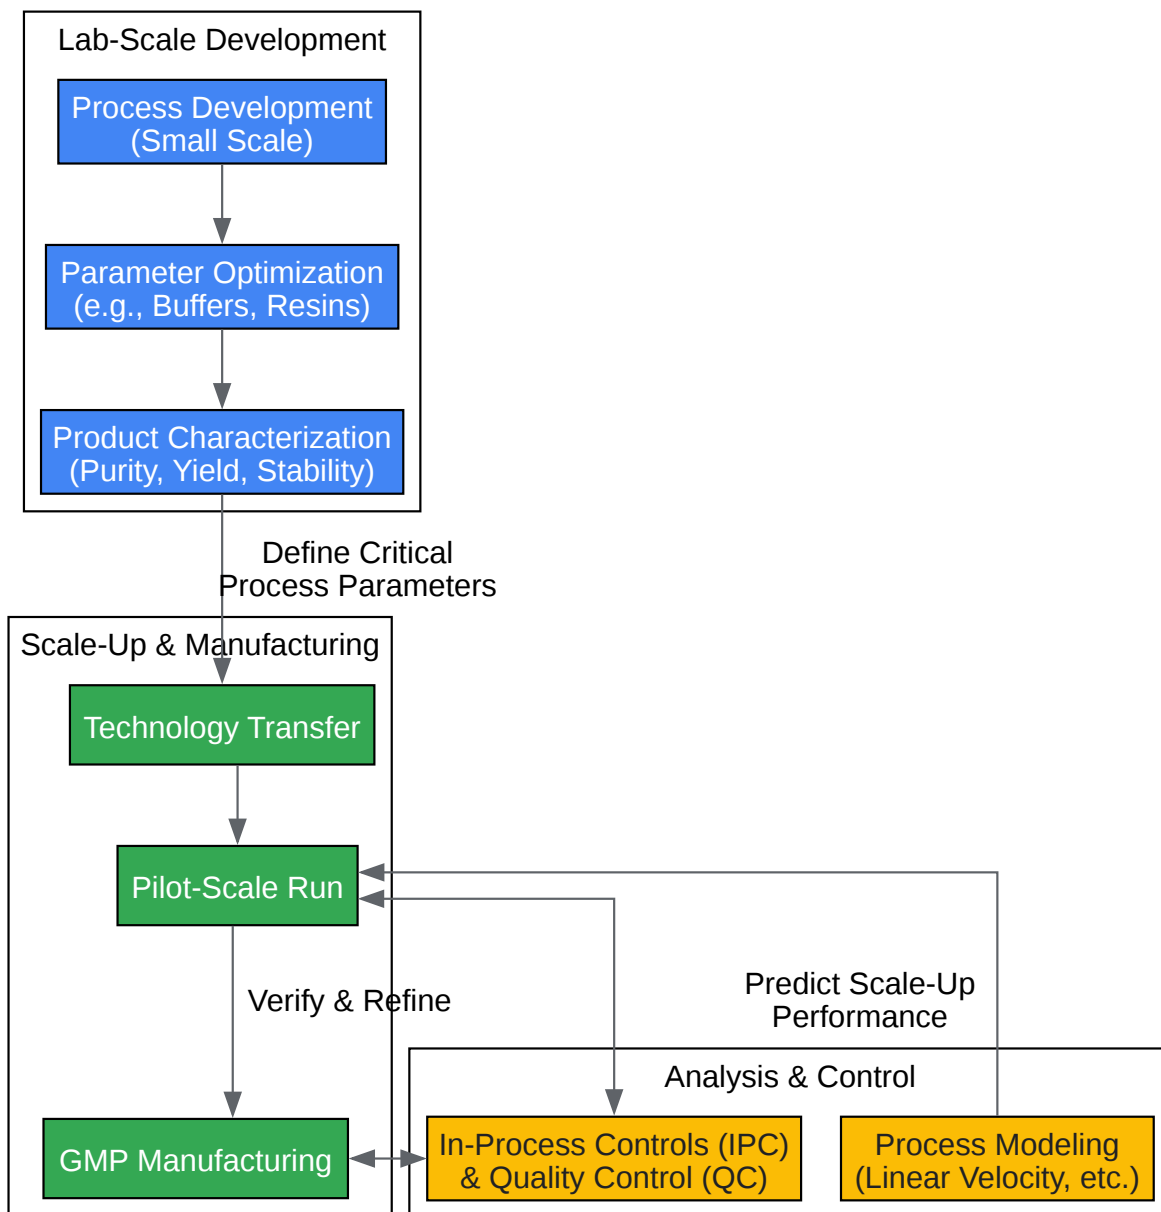 Lab-Scale Development
Process Development
(Small Scale)
Parameter Optimization
(e.g., Buffers, Resins)
Product Characterization
(Purity, Yield, Stability)
Define Critical
Process Parameters
Scale-Up & Manufacturing
Technology Transfer
Pilot-Scale Run
Verify & Refine
Predict Scale-Up
Performance
Analysis & Control
GMP Manufacturing
In-Process Controls (IPC)
& Quality Control (QC)
Process Modeling
(Linear Velocity, etc.)